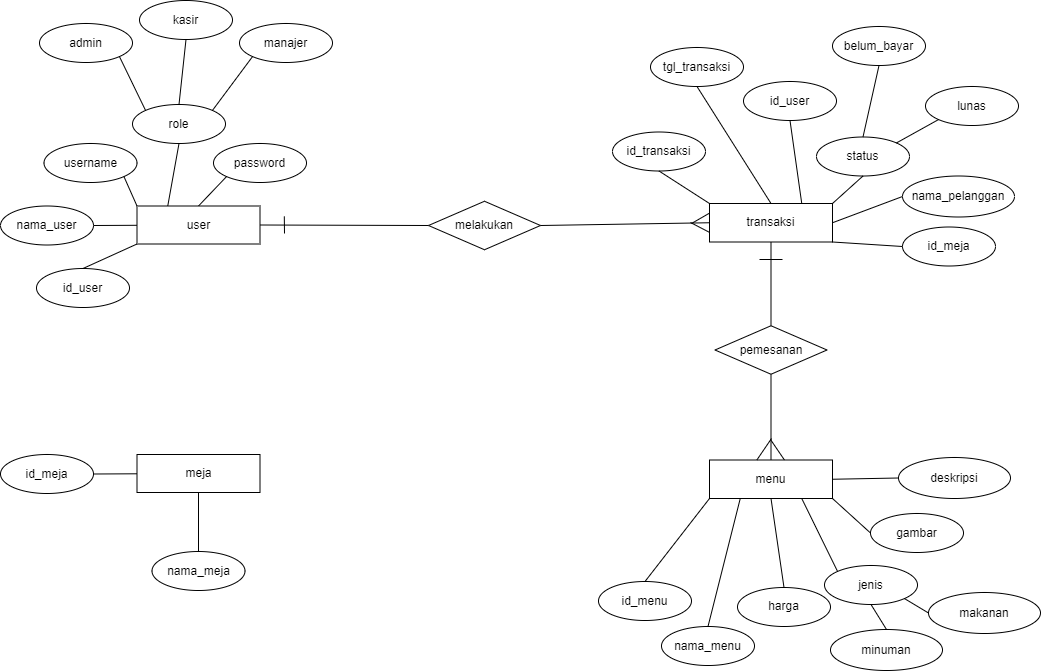 kasir
admin
manajer
role
username
password
nama_user
user
id_user
melakukan
belum_bayar
tgl_transaksi
id_user
lunas
id_transaksi
status
nama_pelanggan
transaksi
id_meja
pemesanan
id_meja
meja
nama_meja
menu
deskripsi
gambar
jenis
id_menu
harga
makanan
nama_menu
minuman